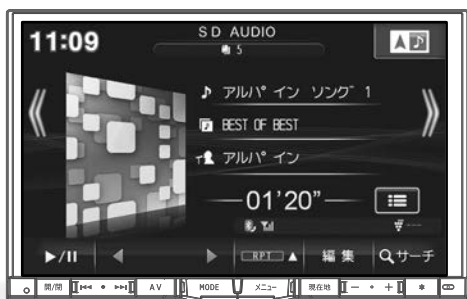 11:09
SD AUDIO
5
アルパイン ソング 1
BEST OF BEST
アルパイン
01'20”
RPT
編集
サーチ
開/閉
AV
MODE
メニュー
現在地